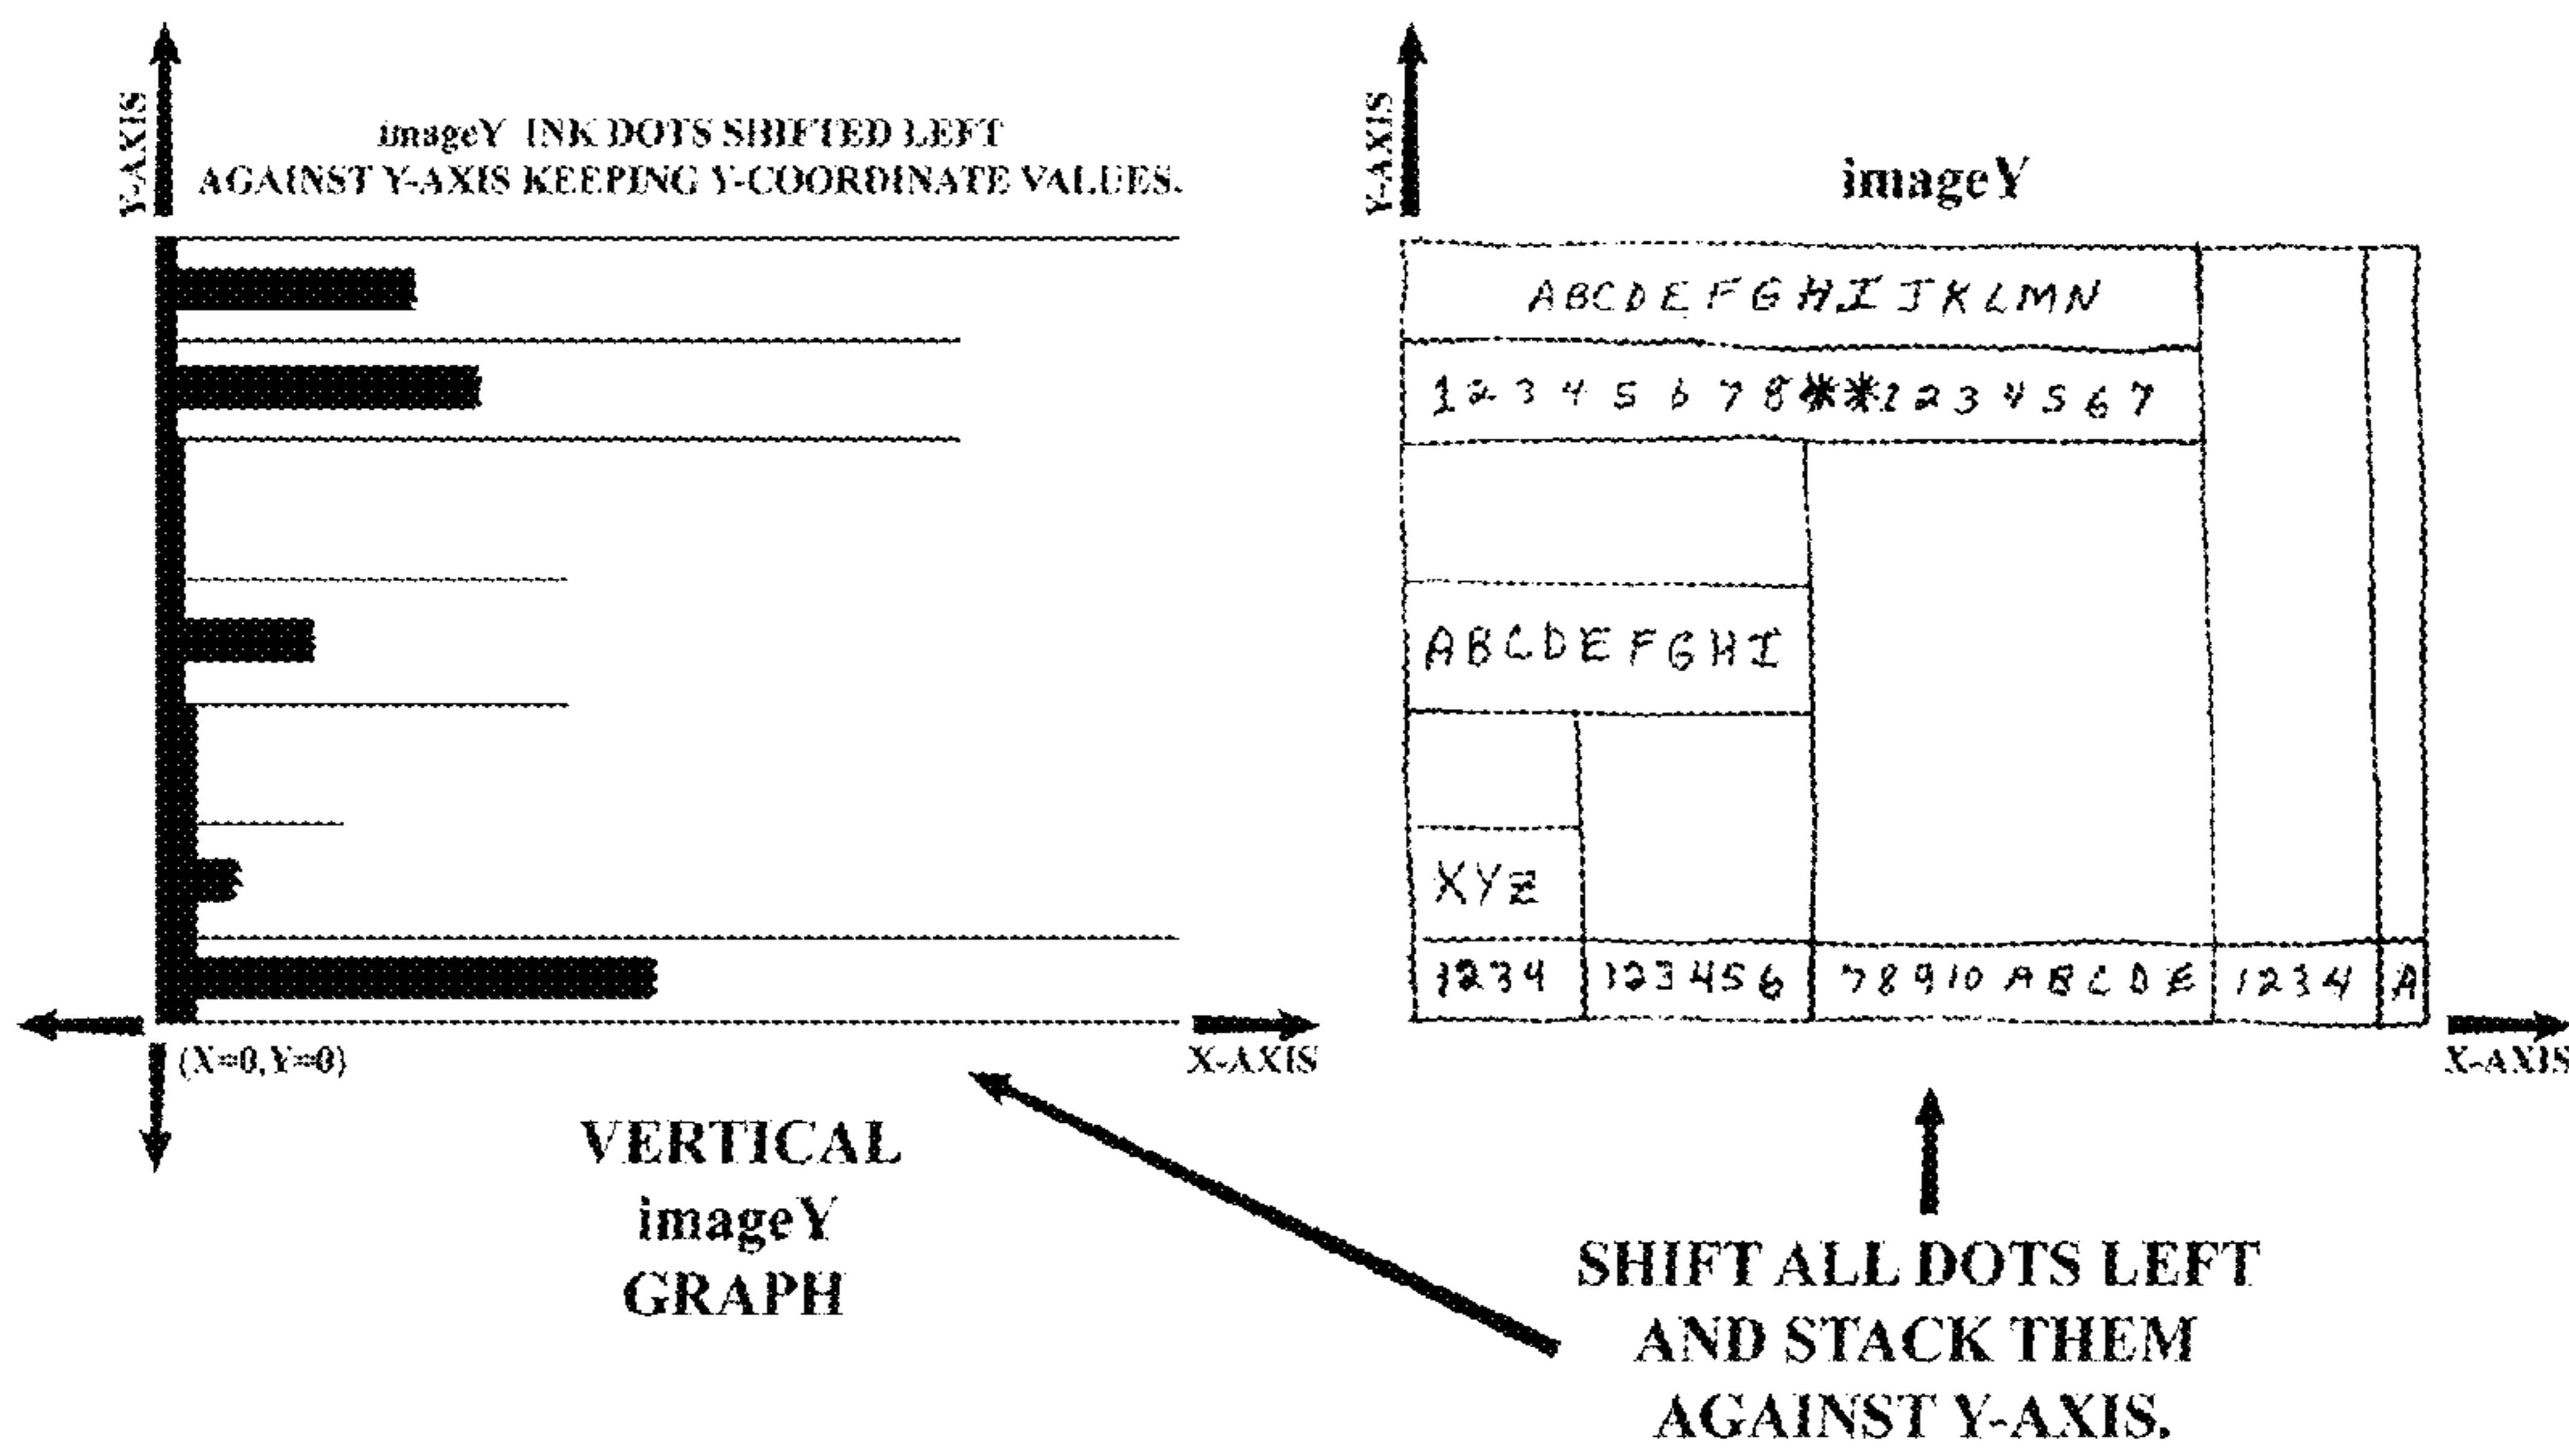 Y-AXIS
imageY INK DOTS SHIFTED LEFT
AGAINST Y-AXIS KEEPING Y-COORDINATE VALUES.
(X=0,Y=0)
X-AXIS
VERTICAL
imageY
GRAPH
Y-AXIS
imageY
ABCDEFGHIJKLMN
12345678**1234567
ABCDEFGHI
XYZ
1234 123456 78910 ABCDE 1234 A
X-AXIS
SHIFT ALL DOTS LEFT
AND STACK THEM
AGAINST Y-AXIS.